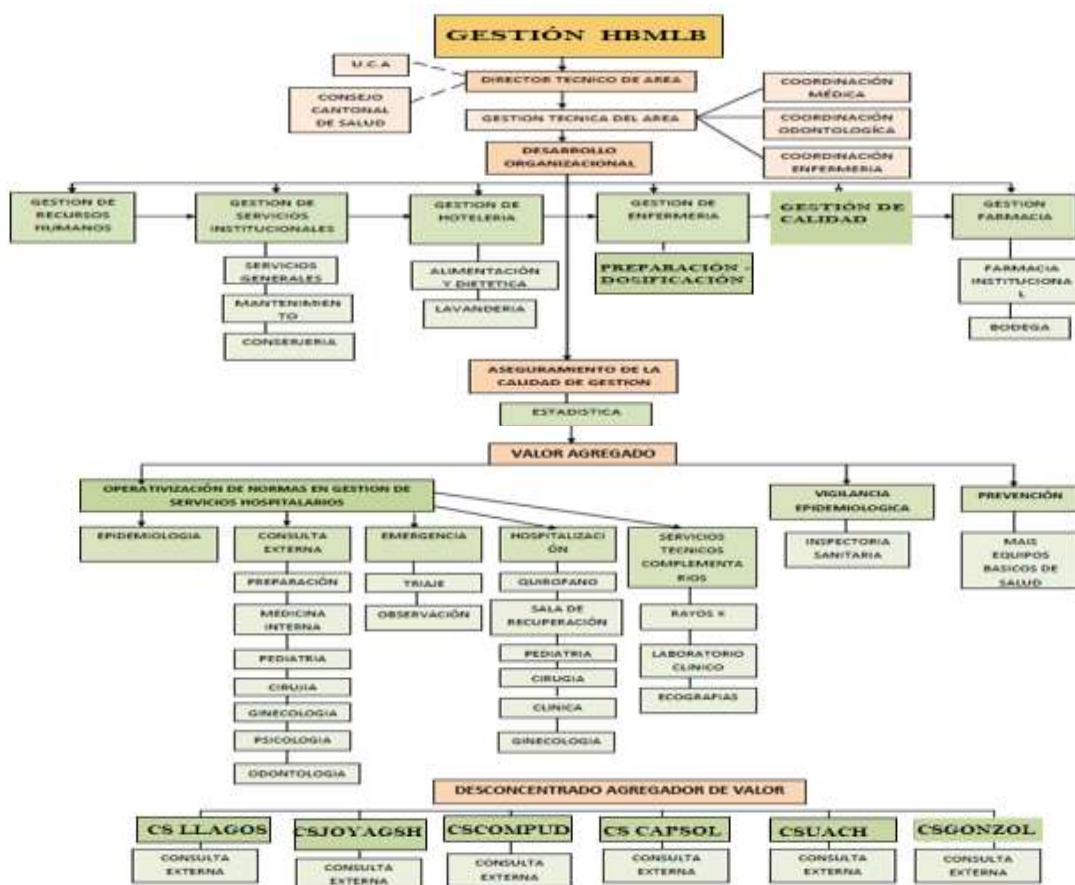 GESTIÓN HBMLB
U.C.A
DIRECTOR TECNICO DE AREA
CONSEJO
CANTONAL
DE SALUD
GESTION TECNICA DEL AREA
COORDINACIÓN
MÉDICA
COORDINACIÓN
ODONTOLOGÍCA
COORDINACIÓN
ENFERMERIA
DESARROLLO
ORGANIZACIONAL
GESTION DE
RECURSOS
HUMANOS
GESTION DE
SERVICIOS
INSTITUCIONALES
GESTION DE
HOTELERIA
GESTION DE
ENFERMERIA
GESTIÓN DE
CALIDAD
GESTION
FARMACIA
SERVICIOS
GENERALES
MANTENIMIEN
TO
CONSERJERIA
ALIMENTACIÓN
Y DIETETICA
LAVANDERIA
PREPARACIÓN -
DOSIFICACIÓN
FARMACIA
INSTITUCIONA
L
BODEGA
ASEGURAMIENTO DE LA
CALIDAD DE GESTION
ESTADISTICA
VALOR AGREGADO
OPERATIVIZACIÓN DE NORMAS EN GESTION DE
SERVICIOS HOSPITALARIOS
VIGILANCIA
EPIDEMIOLOGICA
PREVENCIÓN
EPIDEMIOLOGIA
CONSULTA
EXTERNA
EMERGENCIA
HOSPITALIZACI
ÓN
SERVICIOS
TECNICOS
COMPLEMENTA
RIOS
INSPECTORIA
SANITARIA
MAIS
EQUIPOS
BASICOS DE
SALUD
PREPARACIÓN
MEDICINA
INTERNA
PEDIATRIA
CIRUJIA
GINECOLOGIA
PSICOLOGIA
ODONTOLOGIA
TRIAJE
OBSERVACIÓN
QUIROFANO
SALA DE
RECUPERACIÓN
PEDIATRIA
CIRUGIA
CLINICA
GINECOLOGIA
RAYOS X
LABORATORIO
CLINICO
ECOGRAFIAS
DESCONCENTRADO AGREGADOR DE VALOR
CS LLAGOS
CSJOYAGSH
CSCOMPUD
CS CAPSOL
CSUACH
CSGONZOL
CONSULTA
EXTERNA
CONSULTA
EXTERNA
CONSULTA
EXTERNA
CONSULTA
EXTERNA
CONSULTA
EXTERNA
CONSULTA
EXTERNA